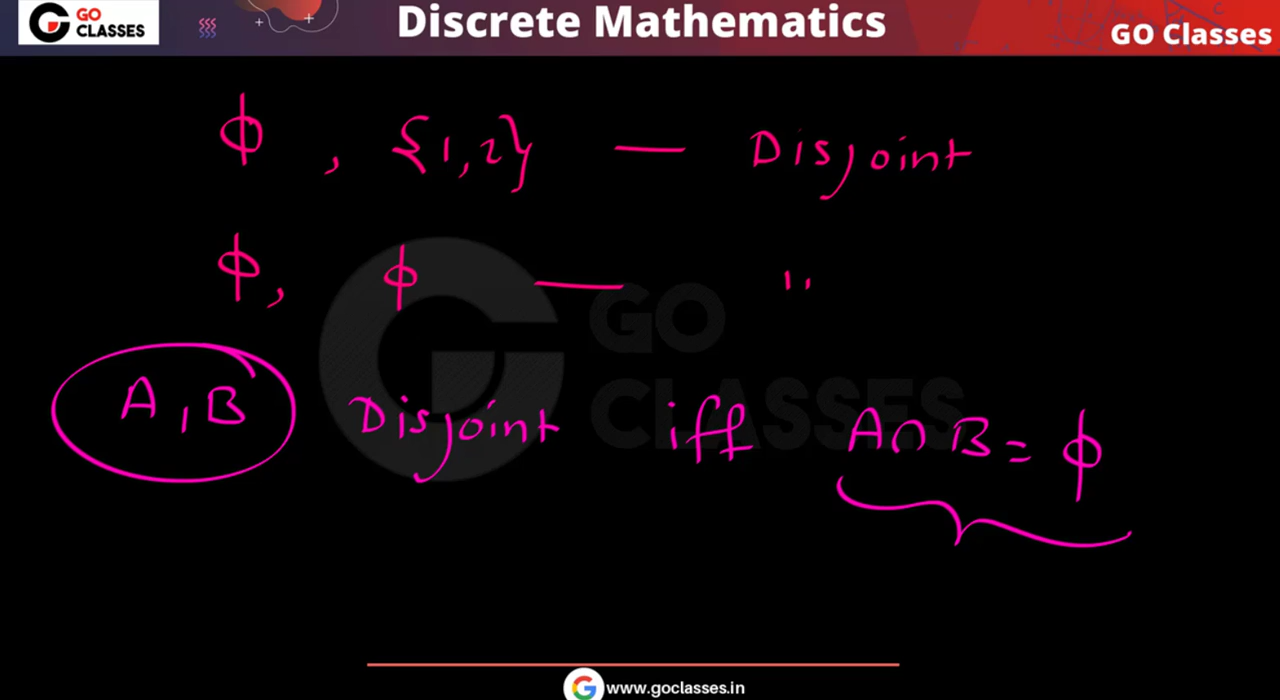 GO CLASSES
Discrete Mathematics
GO Classes
ϕ , {1,2} — Disjoint
ϕ, ϕ — "
GO
CLASSES
A, B Disjoint iff A∩B = ϕ
www.goclasses.in